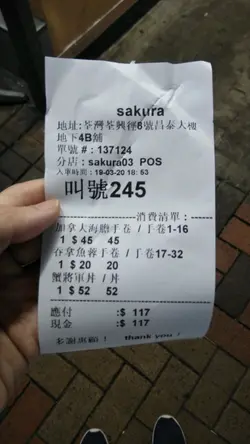 sakura
地址:荃灣荃興徑8號昌泰大樓
地下4B舖
單號 # : 137124
分店 : sakura03 POS
入單時間 : 19-03-20 18: 53
叫號245
消費清單 :
加拿大海膽手卷 / 手卷1-16
1 $ 45 45
吞拿魚蓉手卷 / 手卷17-32
1 $ 20 20
蟹將軍丼 / 丼
1 $ 52 52
應付 :$ 117
現金 :$ 117
多謝惠顧 ! thank you !